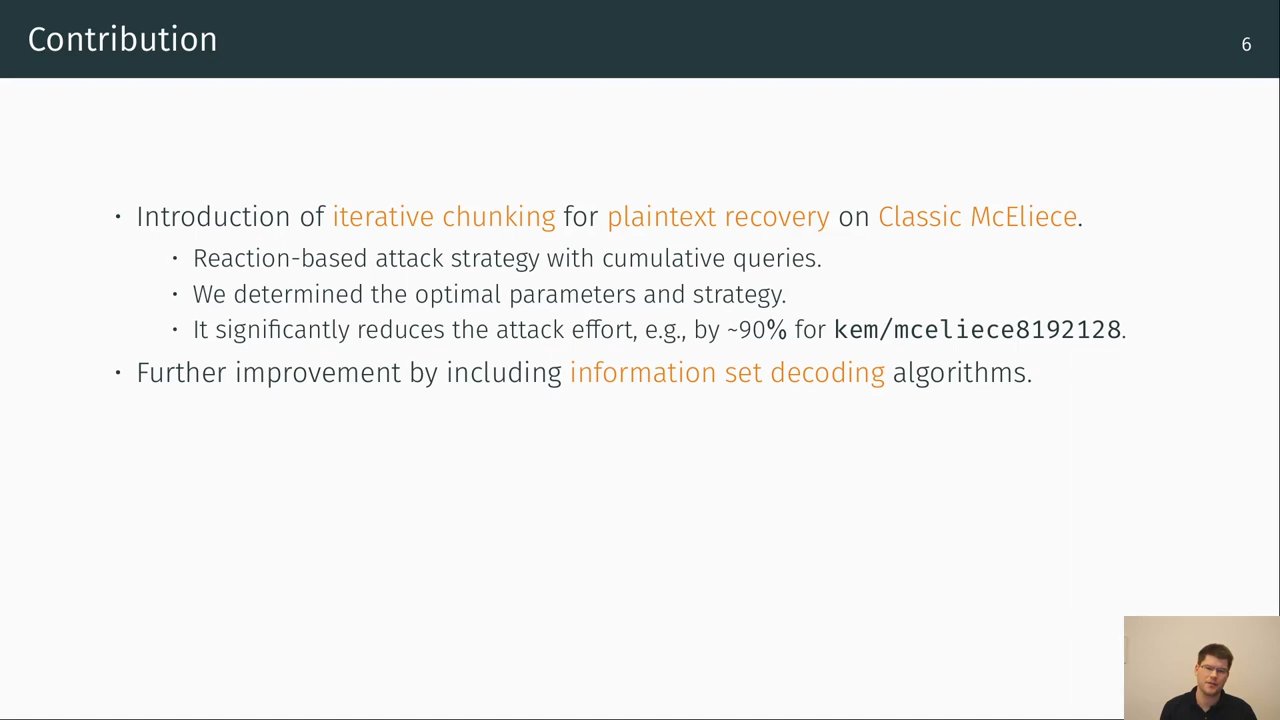 Contribution
6
• Introduction of iterative chunking for plaintext recovery on Classic McEliece.
• Reaction-based attack strategy with cumulative queries.
• We determined the optimal parameters and strategy.
• It significantly reduces the attack effort, e.g., by ~90% for kem/mceliece8192128.
• Further improvement by including information set decoding algorithms.